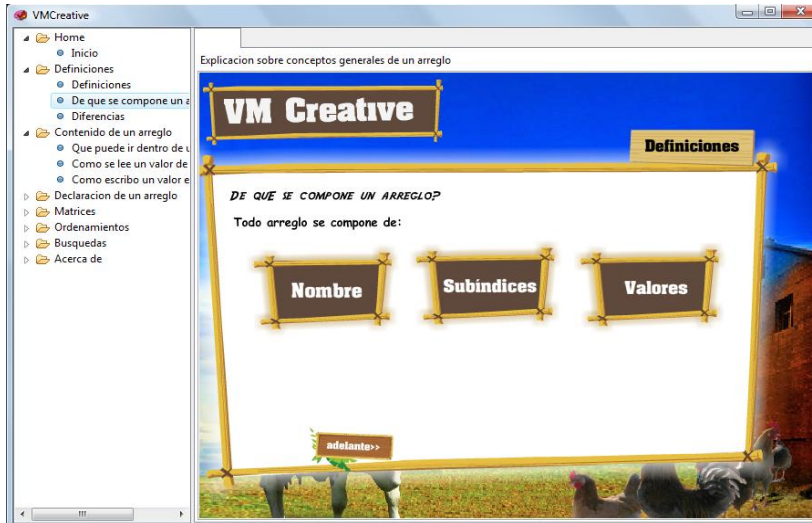 VMCreative
Home
Inicio
Definiciones
Definiciones
De que se compone un a
Diferencias
Contenido de un arreglo
Que puede ir dentro de u
Como se lee un valor de
Como escribo un valor e
Declaracion de un arreglo
Matrices
Ordenamientos
Busquedas
Acerca de
Explicacion sobre conceptos generales de un arreglo
VM Creative
Definiciones
DE QUE SE COMPONE UN ARREGLO?
Todo arreglo se compone de:
Nombre
Subíndices
Valores
adelante>>